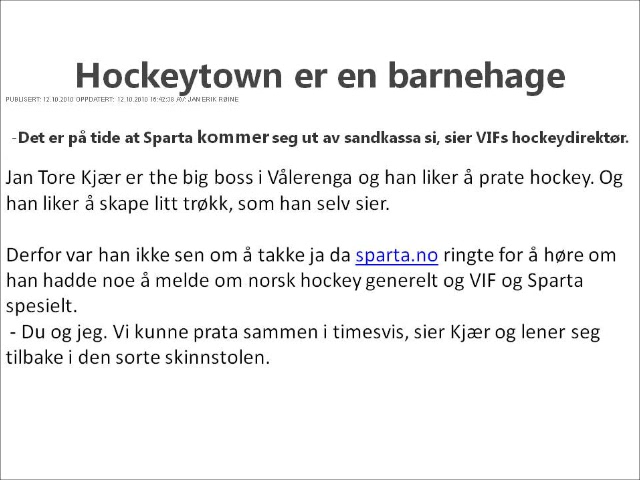 Hockeytown er en barnehage
PUBLISERT: 12.10.2010 OPPDATERT: 12.10.2010 16:42:08 AV: JAN ERIK RØINE
-Det er på tide at Sparta kommer seg ut av sandkassa si, sier VIFs hockeydirektør.
Jan Tore Kjær er the big boss i Vålerenga og han liker å prate hockey. Og
han liker å skape litt trøkk, som han selv sier.
Derfor var han ikke sen om å takke ja da sparta.no ringte for å høre om
han hadde noe å melde om norsk hockey generelt og VIF og Sparta
spesielt.
- Du og jeg. Vi kunne prata sammen i timesvis, sier Kjær og lener seg
tilbake i den sorte skinnstolen.